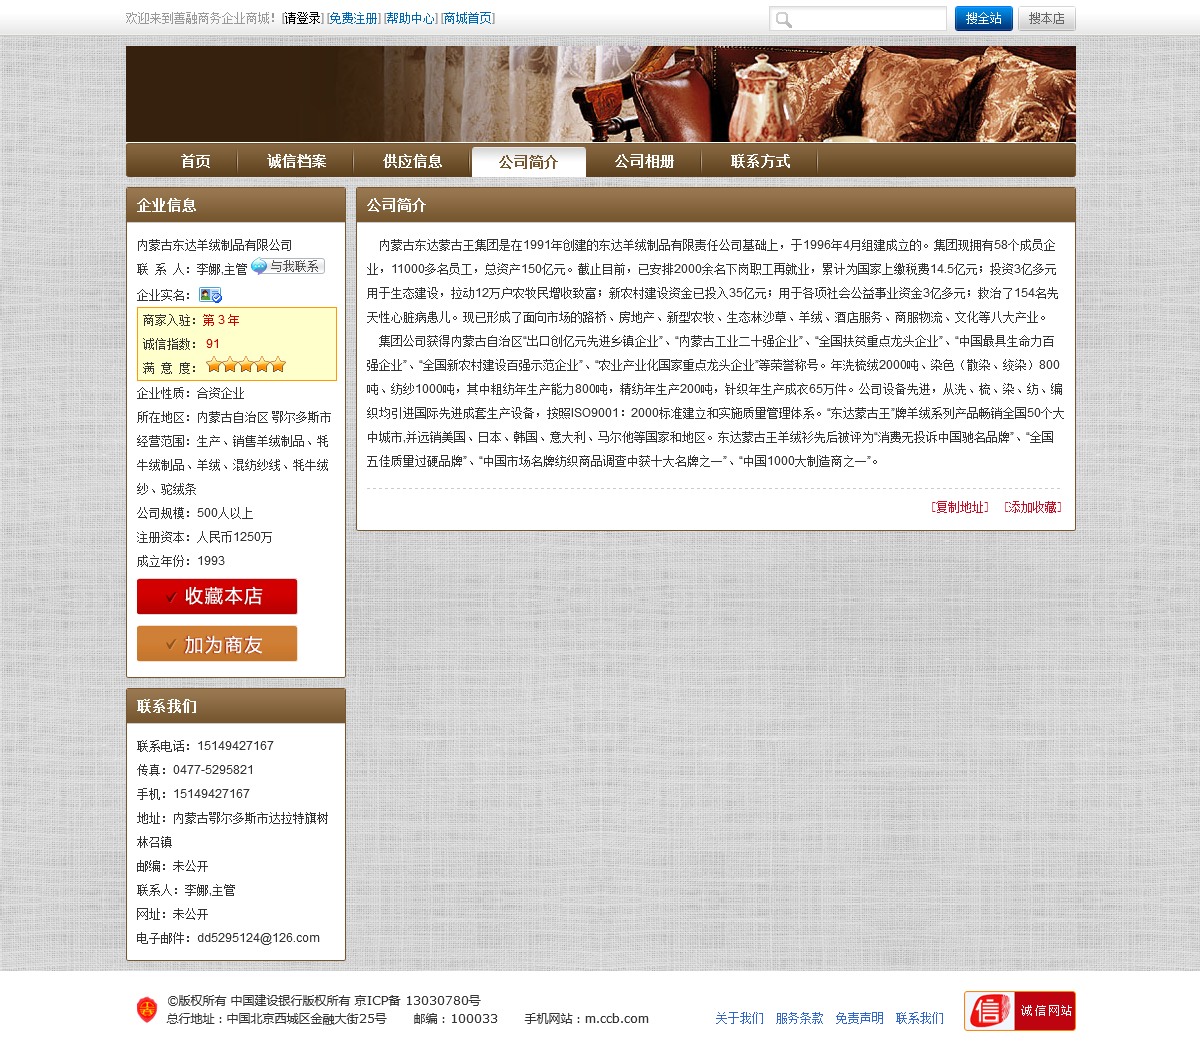 欢迎来到善融商务企业商城！ [请登录] [免费注册] [帮助中心] [商城首页]
搜全站 搜本店
首页 诚信档案 供应信息 公司简介 公司相册 联系方式
企业信息
内蒙古东达羊绒制品有限公司
联 系 人：李娜,主管 与我联系
企业实名：
商家入驻：第 3 年
诚信指数： 91
满 意 度：
企业性质：合资企业
所在地区：内蒙古自治区 鄂尔多斯市
经营范围：生产、销售羊绒制品、牦
牛绒制品、羊绒、混纺纱线、牦牛绒
纱、驼绒条
公司规模：500人以上
注册资本：人民币1250万
成立年份：1993
收藏本店
加为商友
联系我们
联系电话：15149427167
传真：0477-5295821
手机：15149427167
地址：内蒙古鄂尔多斯市达拉特旗树
林召镇
邮编：未公开
联系人：李娜,主管
网址：未公开
电子邮件：dd5295124@126.com
公司简介
内蒙古东达蒙古王集团是在1991年创建的东达羊绒制品有限责任公司基础上，于1996年4月组建成立的。集团现拥有58个成员企
业，11000多名员工，总资产150亿元。截止目前，已安排2000余名下岗职工再就业，累计为国家上缴税费14.5亿元；投资3亿多元
用于生态建设，拉动12万户农牧民增收致富；新农村建设资金已投入35亿元；用于各项社会公益事业资金3亿多元；救治了154名先
天性心脏病患儿。现已形成了面向市场的路桥、房地产、新型农牧、生态林沙草、羊绒、酒店服务、商服物流、文化等八大产业。
集团公司获得内蒙古自治区“出口创亿元先进乡镇企业”、“内蒙古工业二十强企业”、“全国扶贫重点龙头企业”、“中国最具生命力百
强企业”、“全国新农村建设百强示范企业”、“农业产业化国家重点龙头企业”等荣誉称号。年洗梳绒2000吨、染色（散染、绞染）800
吨、纺纱1000吨，其中粗纺年生产能力800吨，精纺年生产200吨，针织年生产成衣65万件。公司设备先进，从洗、梳、染、纺、编
织均引进国际先进成套生产设备，按照ISO9001：2000标准建立和实施质量管理体系。“东达蒙古王”牌羊绒系列产品畅销全国50个大
中城市,并远销美国、日本、韩国、意大利、马尔他等国家和地区。东达蒙古王羊绒衫先后被评为“消费无投诉中国驰名品牌”、“全国
五佳质量过硬品牌”、“中国市场名牌纺织商品调查中获十大名牌之一”、“中国1000大制造商之一”。
[复制地址] [添加收藏]
©版权所有 中国建设银行版权所有 京ICP备 13030780号
总行地址：中国北京西城区金融大街25号 邮编：100033 手机网站：m.ccb.com
关于我们 服务条款 免责声明 联系我们
信 诚信网站